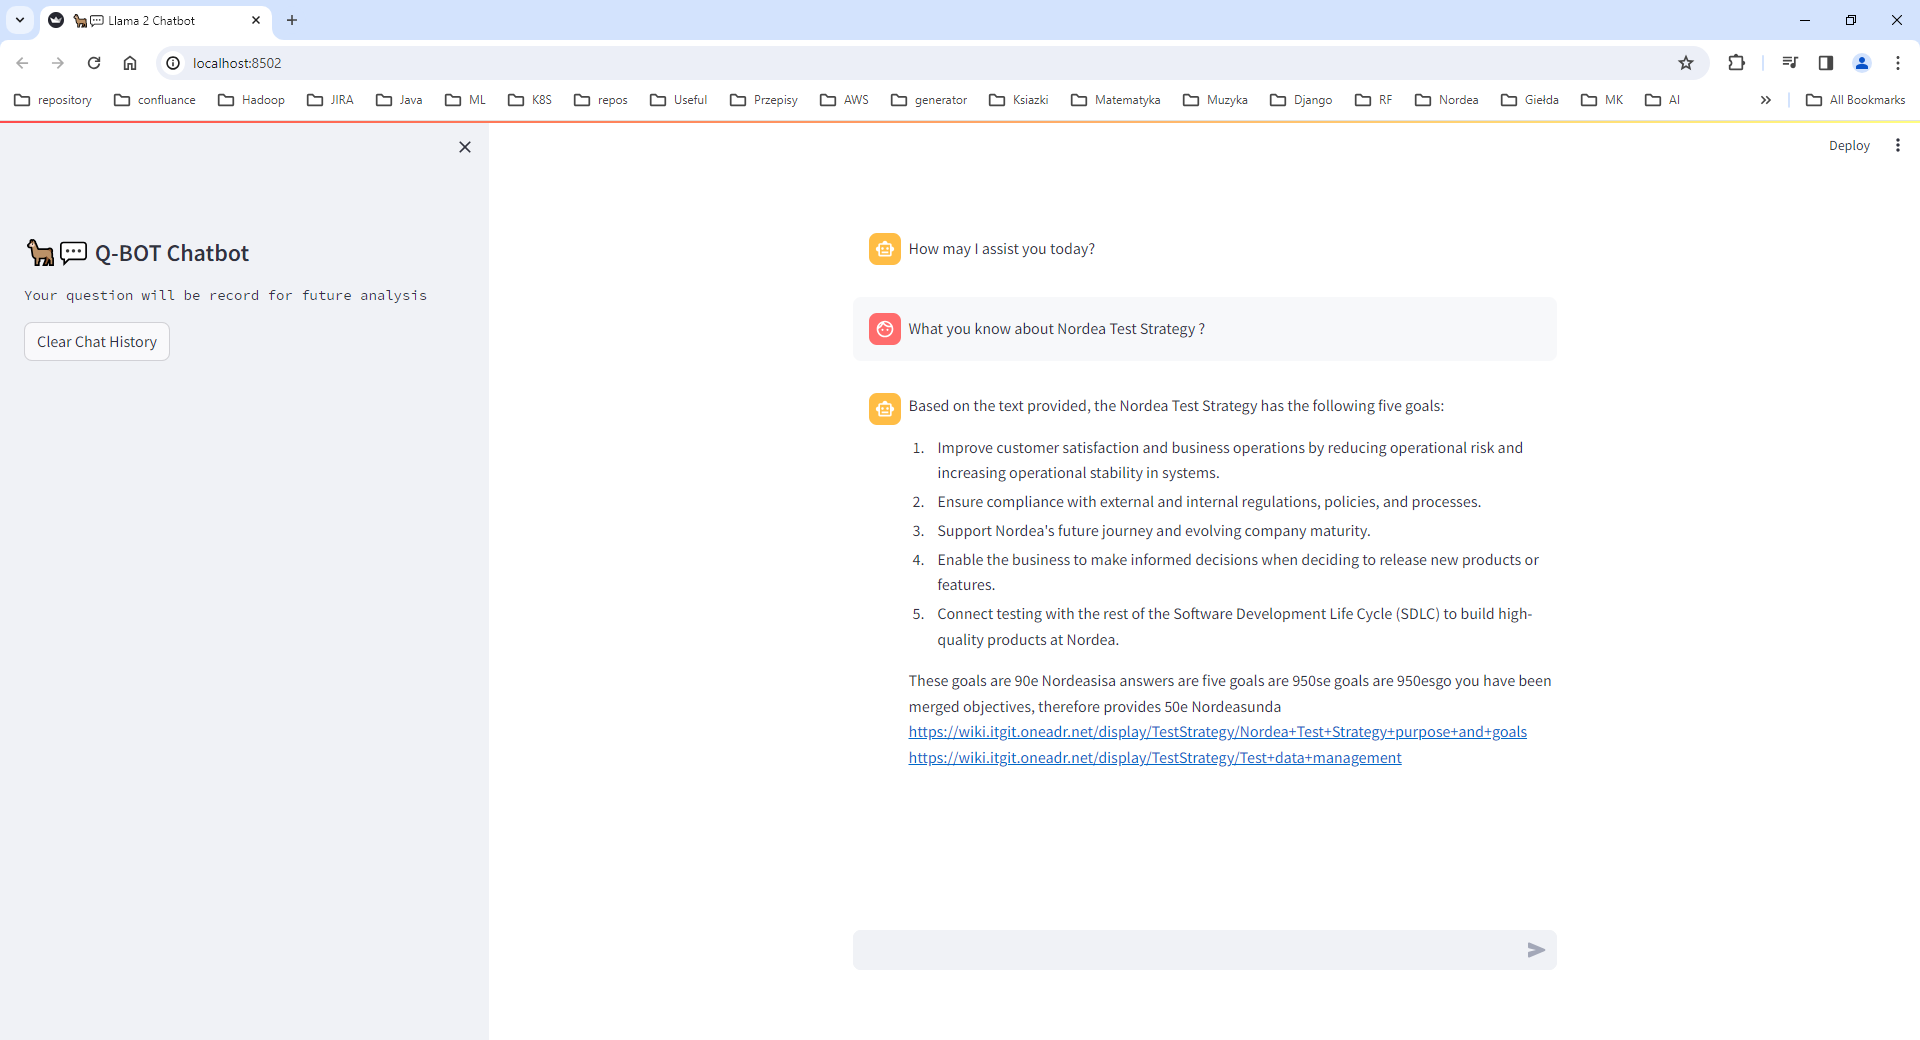 Llama 2 Chatbot
localhost:8502
repository confluance Hadoop JIRA Java ML K8S repos Useful Przepisy AWS generator Ksiazki Matematyka Muzyka Django RF Nordea Giełda MK AI All Bookmarks
Deploy
Q-BOT Chatbot
Your question will be record for future analysis
Clear Chat History
How may I assist you today?
What you know about Nordea Test Strategy ?
Based on the text provided, the Nordea Test Strategy has the following five goals:
1. Improve customer satisfaction and business operations by reducing operational risk and
increasing operational stability in systems.
2. Ensure compliance with external and internal regulations, policies, and processes.
3. Support Nordea's future journey and evolving company maturity.
4. Enable the business to make informed decisions when deciding to release new products or
features.
5. Connect testing with the rest of the Software Development Life Cycle (SDLC) to build high-
quality products at Nordea.
These goals are 90e Nordeasisa answers are five goals are 950se goals are 950esgo you have been
merged objectives, therefore provides 50e Nordeasunda
https://wiki.itgit.oneadr.net/display/TestStrategy/Nordea+Test+Strategy+purpose+and+goals
https://wiki.itgit.oneadr.net/display/TestStrategy/Test+data+management